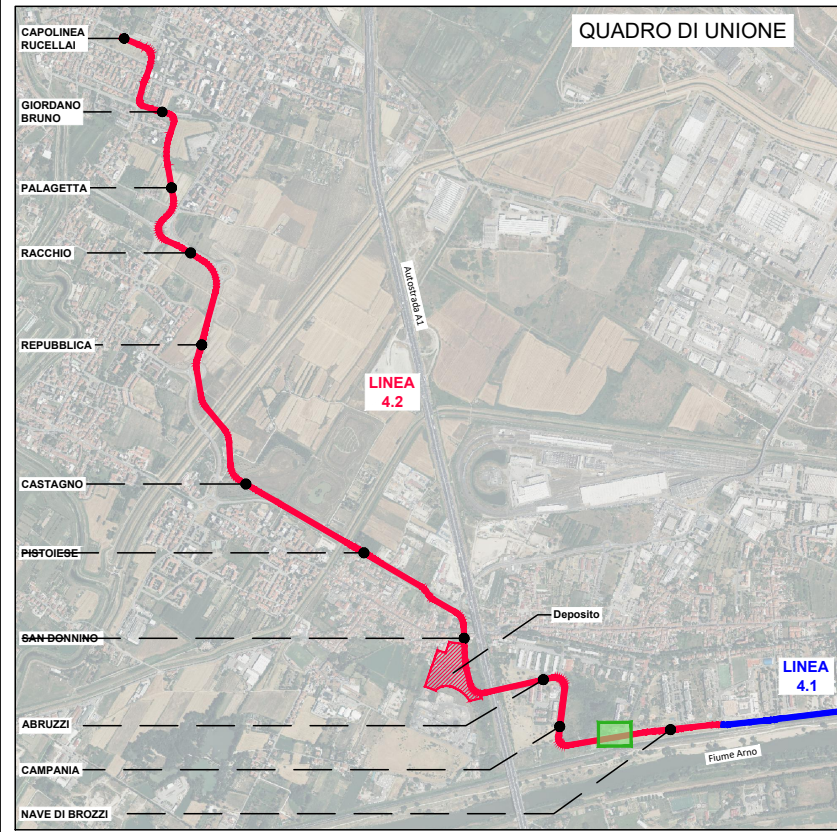 QUADRO DI UNIONE
CAPOLINEA
RUCELLAI
GIORDANO
BRUNO
PALAGETTA
RACCHIO
Autostrada A1
REPUBBLICA
LINEA
4.2
CASTAGNO
PISTOIESE
Deposito
SAN DONNINO
LINEA
4.1
ABRUZZI
Fiume Arno
CAMPANIA
NAVE DI BROZZI